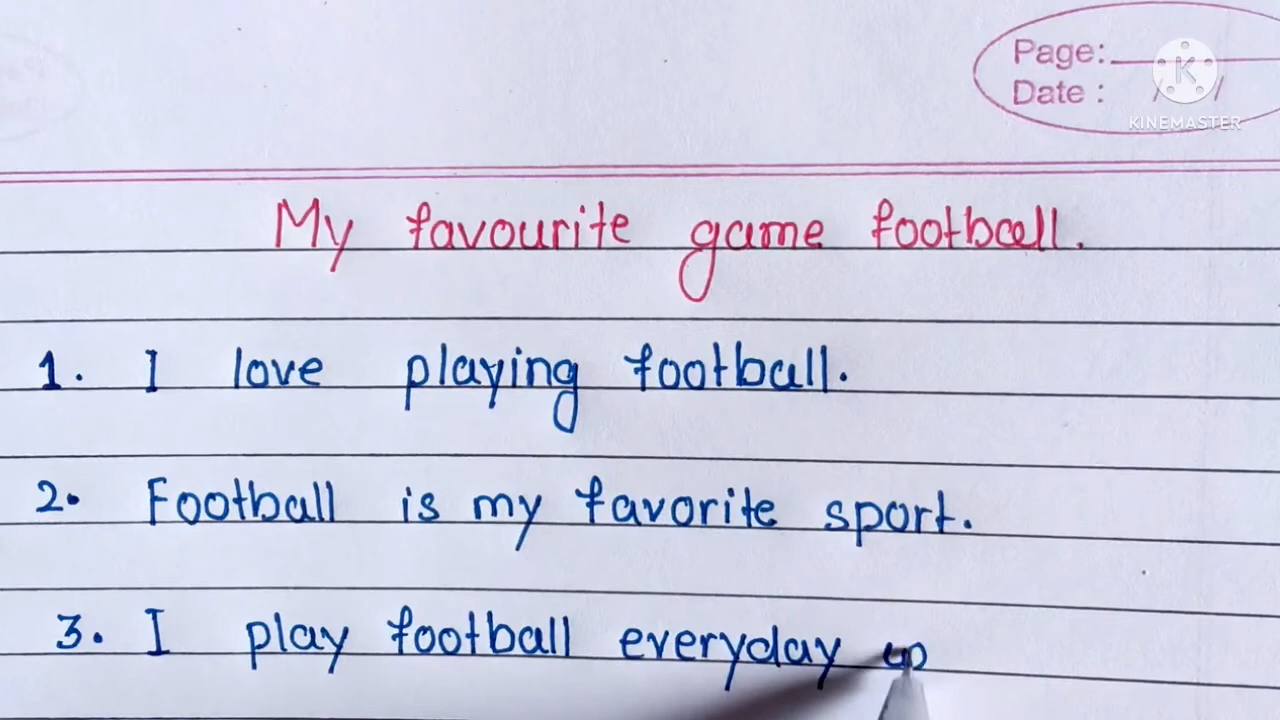 Page:
Date : / /
KINEMASTER
My favourite game football.
1. I love playing football.
2. Football is my favorite sport.
3. I play football everyday